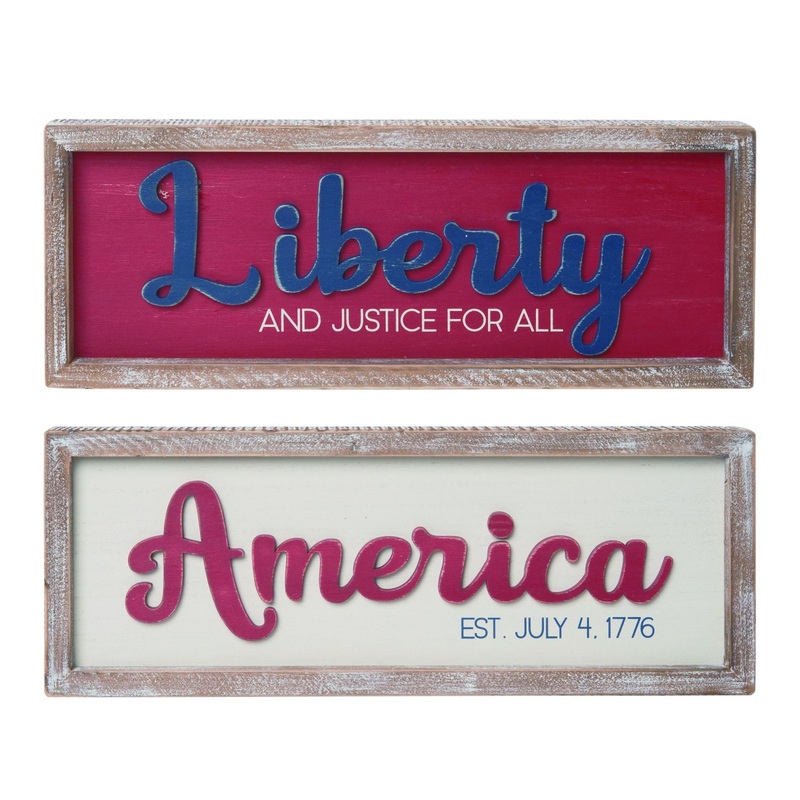 Liberty
AND JUSTICE FOR ALL
America
EST. JULY 4. 1776